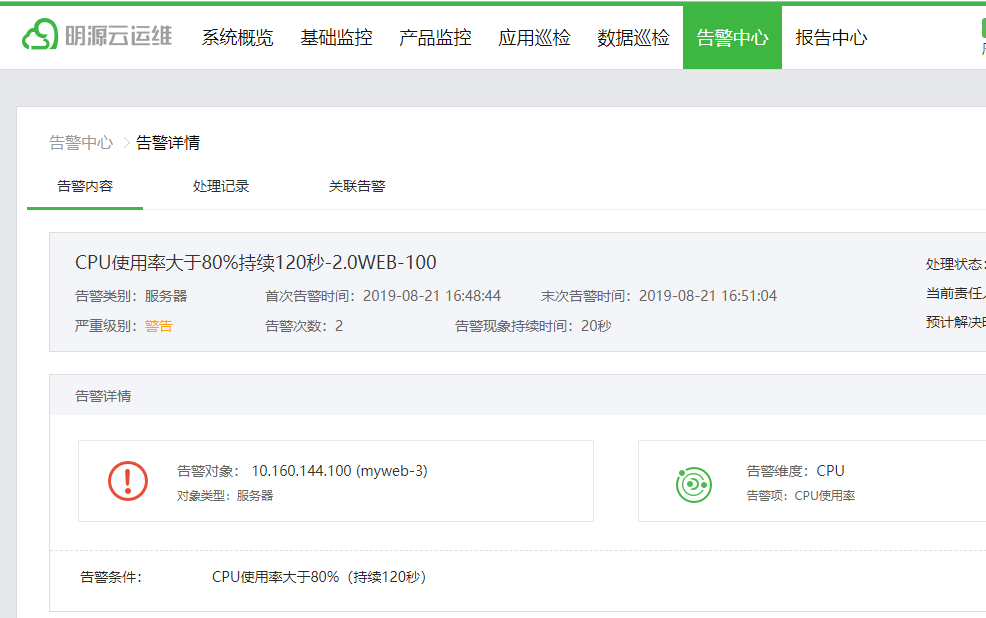 明源云运维 系统概览 基础监控 产品监控 应用巡检 数据巡检 告警中心 报告中心
告警中心 > 告警详情
告警内容 处理记录 关联告警
CPU使用率大于80%持续120秒-2.0WEB-100
处理状态:
告警类别：服务器 首次告警时间：2019-08-21 16:48:44 末次告警时间：2019-08-21 16:51:04
当前责任
严重级别：警告 告警次数：2 告警现象持续时间：20秒
预计解决
告警详情
告警对象： 10.160.144.100 (myweb-3)
对象类型：服务器
告警维度：CPU
告警项：CPU使用率
告警条件： CPU使用率大于80%（持续120秒）